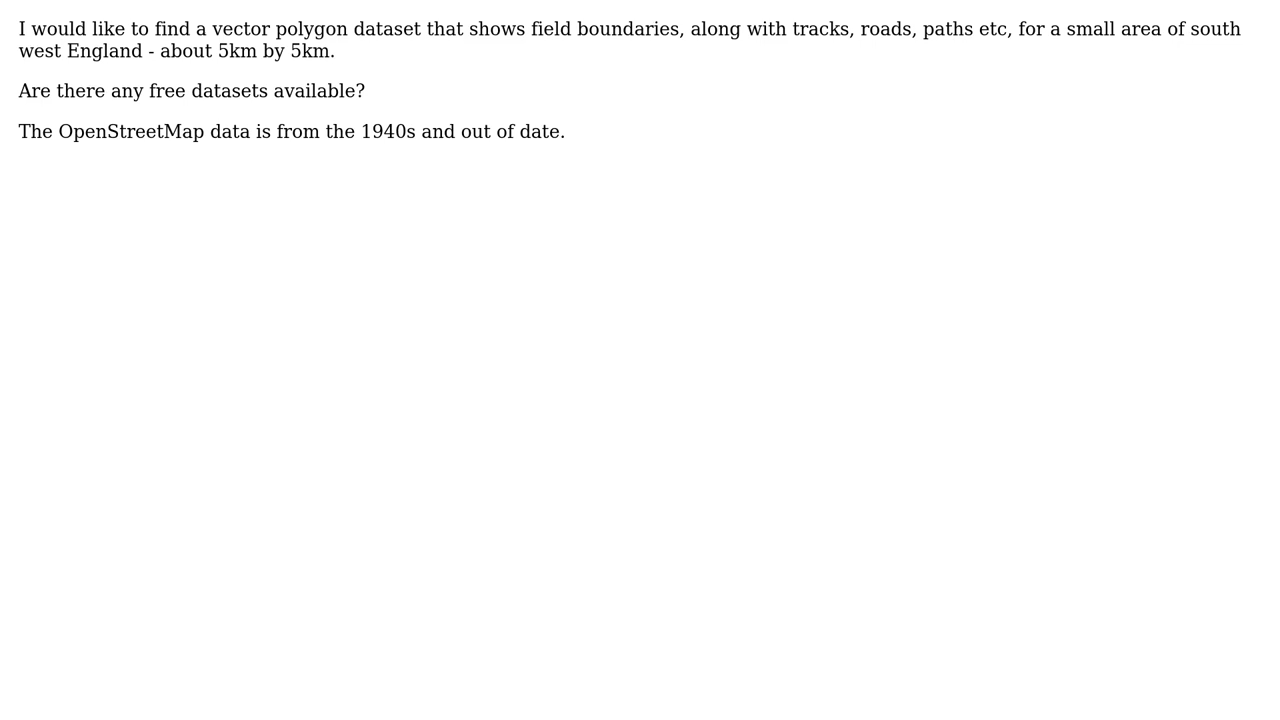 I would like to find a vector polygon dataset that shows field boundaries, along with tracks, roads, paths etc, for a small area of south
west England - about 5km by 5km.
Are there any free datasets available?
The OpenStreetMap data is from the 1940s and out of date.